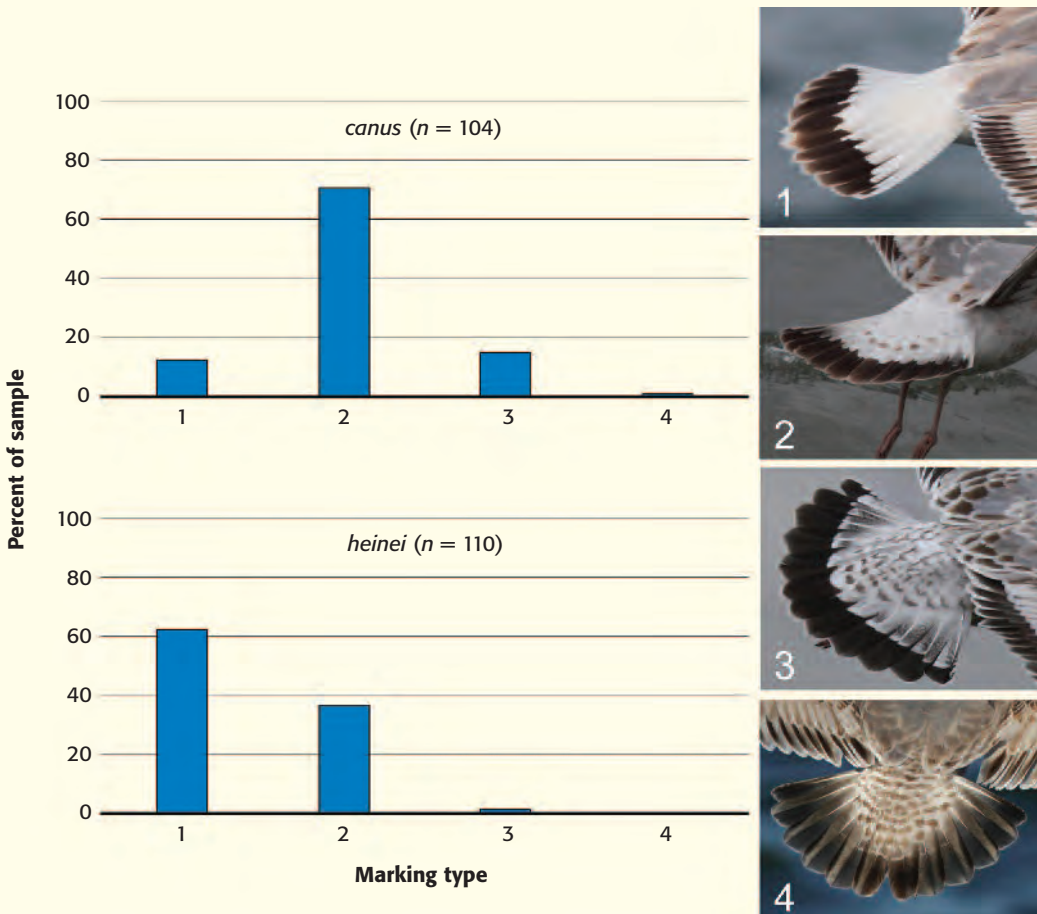 Percent of sample
canus (n = 104)
100
80
60
40
20
0
1 2 3 4
heinei (n = 110)
100
80
60
40
20
0
1 2 3 4
Marking type
1
2
3
4